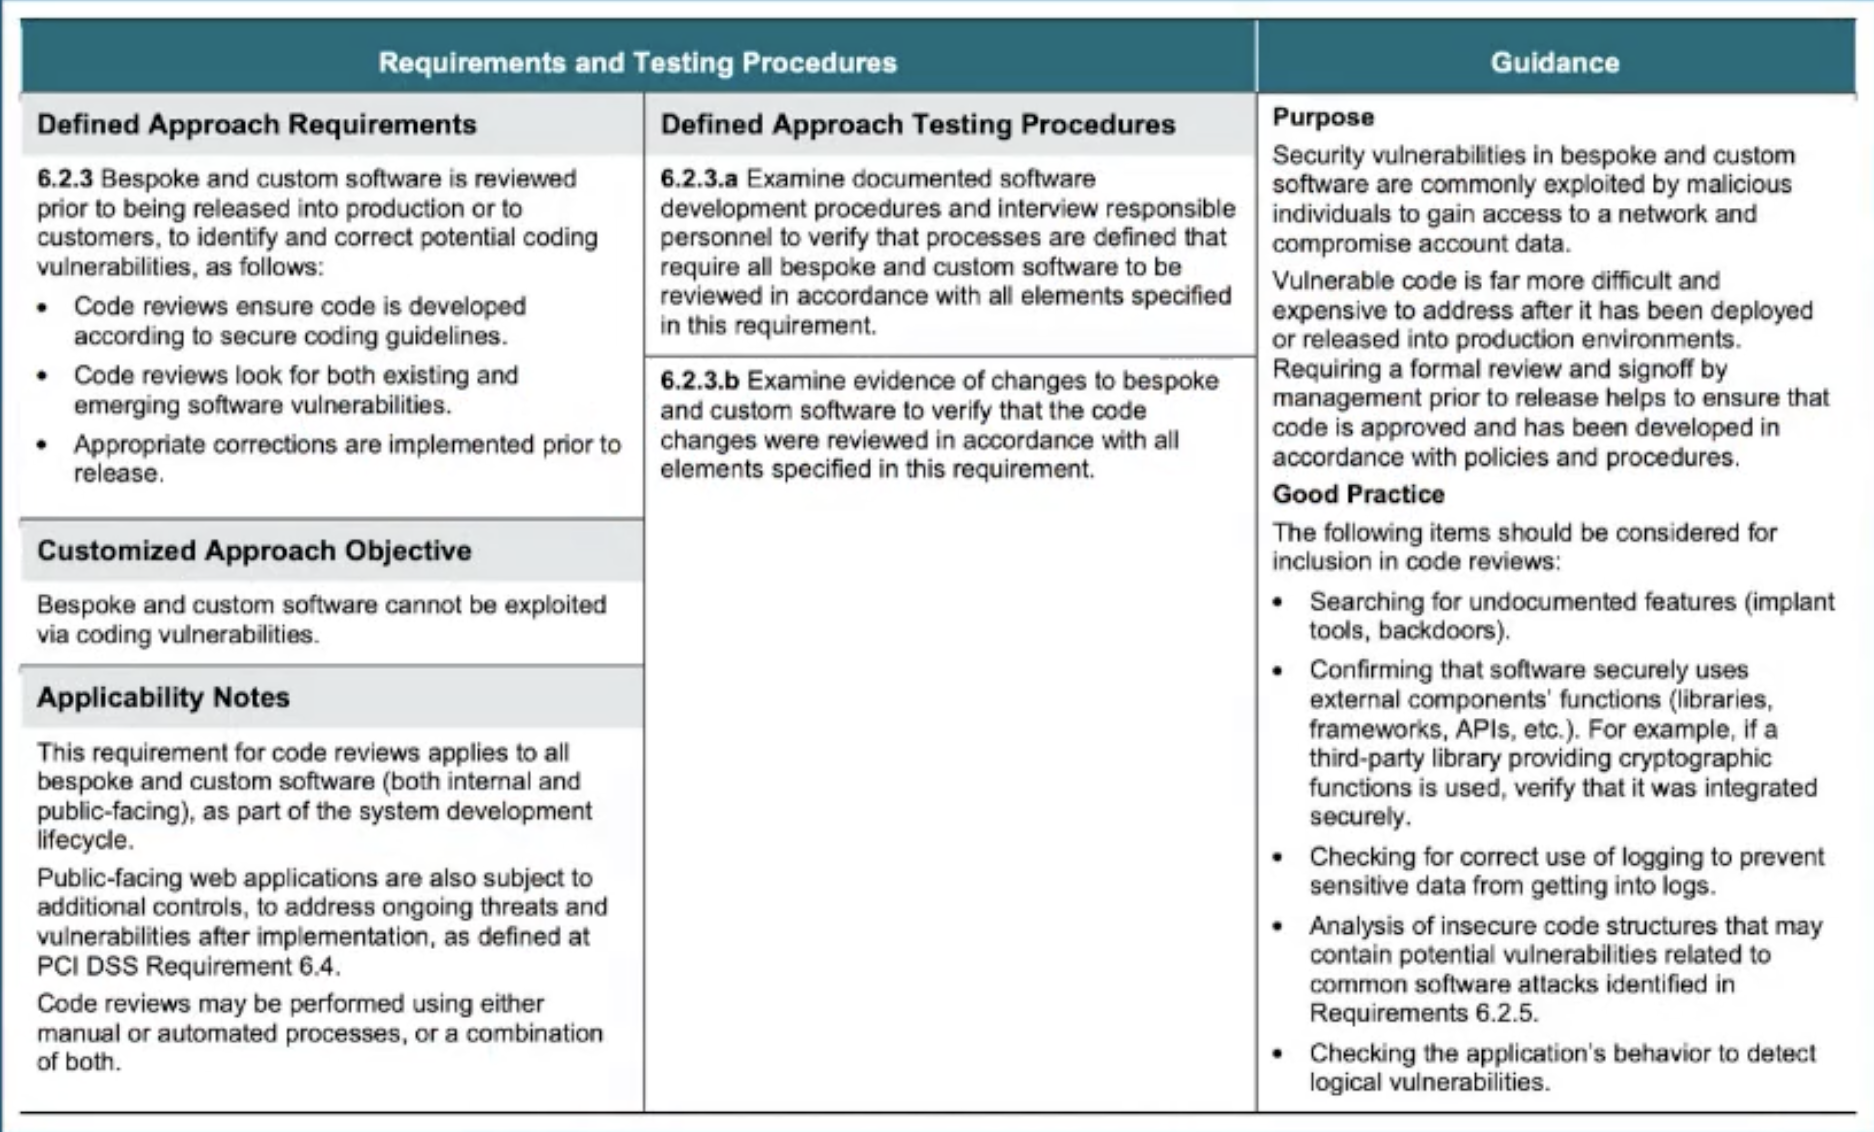 Requirements and Testing Procedures
Guidance
Defined Approach Requirements
6.2.3 Bespoke and custom software is reviewed
prior to being released into production or to
customers, to identify and correct potential coding
vulnerabilities, as follows:
• Code reviews ensure code is developed
according to secure coding guidelines.
• Code reviews look for both existing and
emerging software vulnerabilities.
• Appropriate corrections are implemented prior to
release.
Customized Approach Objective
Bespoke and custom software cannot be exploited
via coding vulnerabilities.
Applicability Notes
This requirement for code reviews applies to all
bespoke and custom software (both internal and
public-facing), as part of the system development
lifecycle.
Public-facing web applications are also subject to
additional controls, to address ongoing threats and
vulnerabilities after implementation, as defined at
PCI DSS Requirement 6.4.
Code reviews may be performed using either
manual or automated processes, or a combination
of both.
Defined Approach Testing Procedures
6.2.3.a Examine documented software
development procedures and interview responsible
personnel to verify that processes are defined that
require all bespoke and custom software to be
reviewed in accordance with all elements specified
in this requirement.
6.2.3.b Examine evidence of changes to bespoke
and custom software to verify that the code
changes were reviewed in accordance with all
elements specified in this requirement.
Purpose
Security vulnerabilities in bespoke and custom
software are commonly exploited by malicious
individuals to gain access to a network and
compromise account data.
Vulnerable code is far more difficult and
expensive to address after it has been deployed
or released into production environments.
Requiring a formal review and signoff by
management prior to release helps to ensure that
code is approved and has been developed in
accordance with policies and procedures.
Good Practice
The following items should be considered for
inclusion in code reviews:
• Searching for undocumented features (implant
tools, backdoors).
• Confirming that software securely uses
external components' functions (libraries,
frameworks, APIs, etc.). For example, if a
third-party library providing cryptographic
functions is used, verify that it was integrated
securely.
• Checking for correct use of logging to prevent
sensitive data from getting into logs.
• Analysis of insecure code structures that may
contain potential vulnerabilities related to
common software attacks identified in
Requirements 6.2.5.
• Checking the application's behavior to detect
logical vulnerabilities.